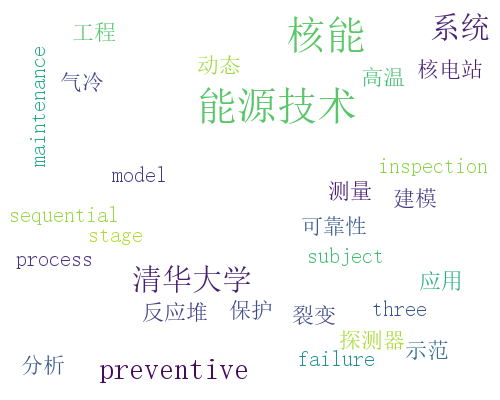 工程
核能
系统
maintenance
气冷
动态
高温
核电站
能源技术
model
测量
inspection
建模
sequential
stage
可靠性
process
清华大学
subject
应用
反应堆
保护
裂变
three
探测器
示范
分析
preventive
failure